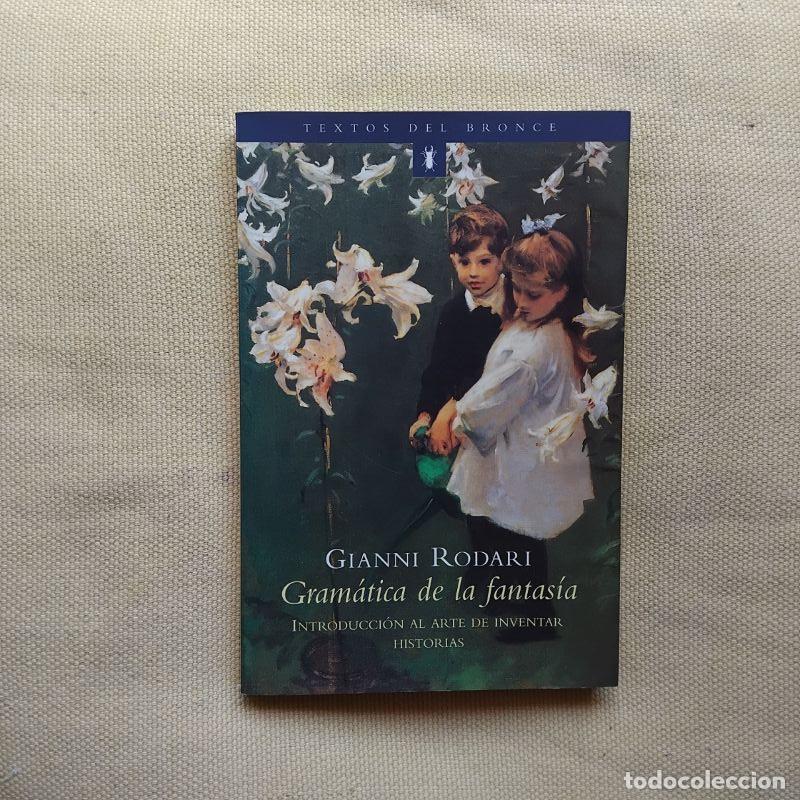 TEXTOS DEL BRONCE
GIANNI RODARI
Gramática de la fantasía
INTRODUCCIÓN AL ARTE DE INVENTAR
HISTORIAS
todocoleccion